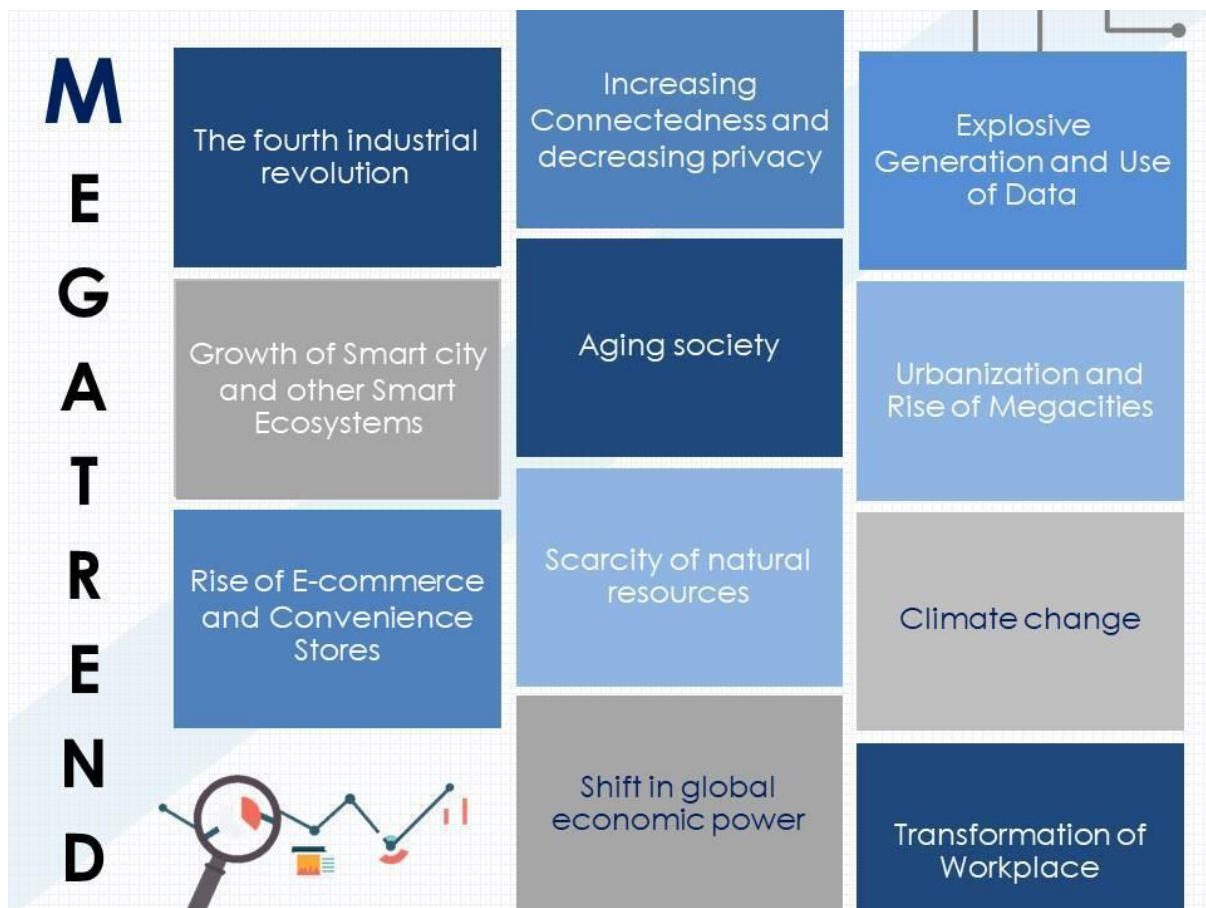 MEGATREND
The fourth industrial
revolution
Growth of Smart city
and other Smart
Ecosystems
Rise of E-commerce
and Convenience
Stores
Increasing
Connectedness and
decreasing privacy
Aging society
Scarcity of natural
resources
Shift in global
economic power
Explosive
Generation and Use
of Data
Urbanization and
Rise of Megacities
Climate change
Transformation of
Workplace